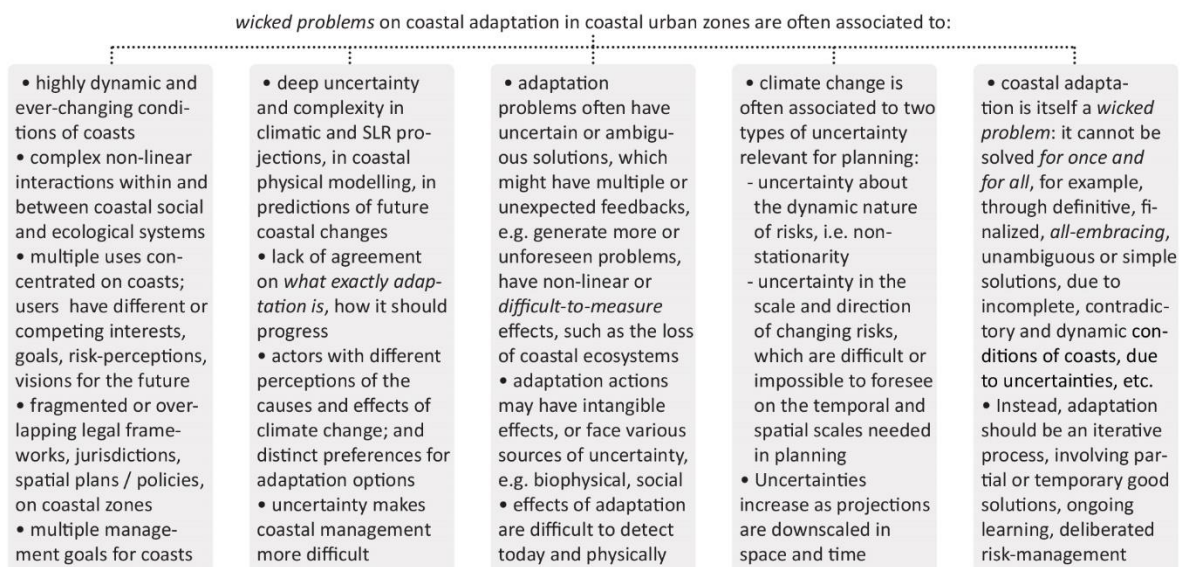 wicked problems on coastal adaptation in coastal urban zones are often associated to:
• highly dynamic and
ever-changing condi-
tions of coasts
• complex non-linear
interactions within and
between coastal social
and ecological systems
• multiple uses con-
centrated on coasts;
users have different or
competing interests,
goals, risk-perceptions,
visions for the future
• fragmented or over-
lapping legal frame-
works, jurisdictions,
spatial plans / policies,
on coastal zones
• multiple manage-
ment goals for coasts
• deep uncertainty
and complexity in
climatic and SLR pro-
jections, in coastal
physical modelling, in
predictions of future
coastal changes
• lack of agreement
on what exactly adap-
tation is, how it should
progress
• actors with different
perceptions of the
causes and effects of
climate change; and
distinct preferences for
adaptation options
• uncertainty makes
coastal management
more difficult
• adaptation
problems often have
uncertain or ambigu-
ous solutions, which
might have multiple or
unexpected feedbacks,
e.g. generate more or
unforeseen problems,
have non-linear or
difficult-to-measure
effects, such as the loss
of coastal ecosystems
• adaptation actions
may have intangible
effects, or face various
sources of uncertainty,
e.g. biophysical, social
• effects of adaptation
are difficult to detect
today and physically
• climate change is
often associated to two
types of uncertainty
relevant for planning:
- uncertainty about
the dynamic nature
of risks, i.e. non-
stationarity
- uncertainty in the
scale and direction
of changing risks,
which are difficult or
impossible to foresee
on the temporal and
spatial scales needed
in planning
• Uncertainties
increase as projections
are downscaled in
space and time
• coastal adapta-
tion is itself a wicked
problem: it cannot be
solved for once and
for all, for example,
through definitive, fi-
nalized, all-embracing,
unambiguous or simple
solutions, due to
incomplete, contradic-
tory and dynamic con-
ditions of coasts, due
to uncertainties, etc.
• Instead, adaptation
should be an iterative
process, involving par-
tial or temporary good
solutions, ongoing
learning, deliberated
risk-management